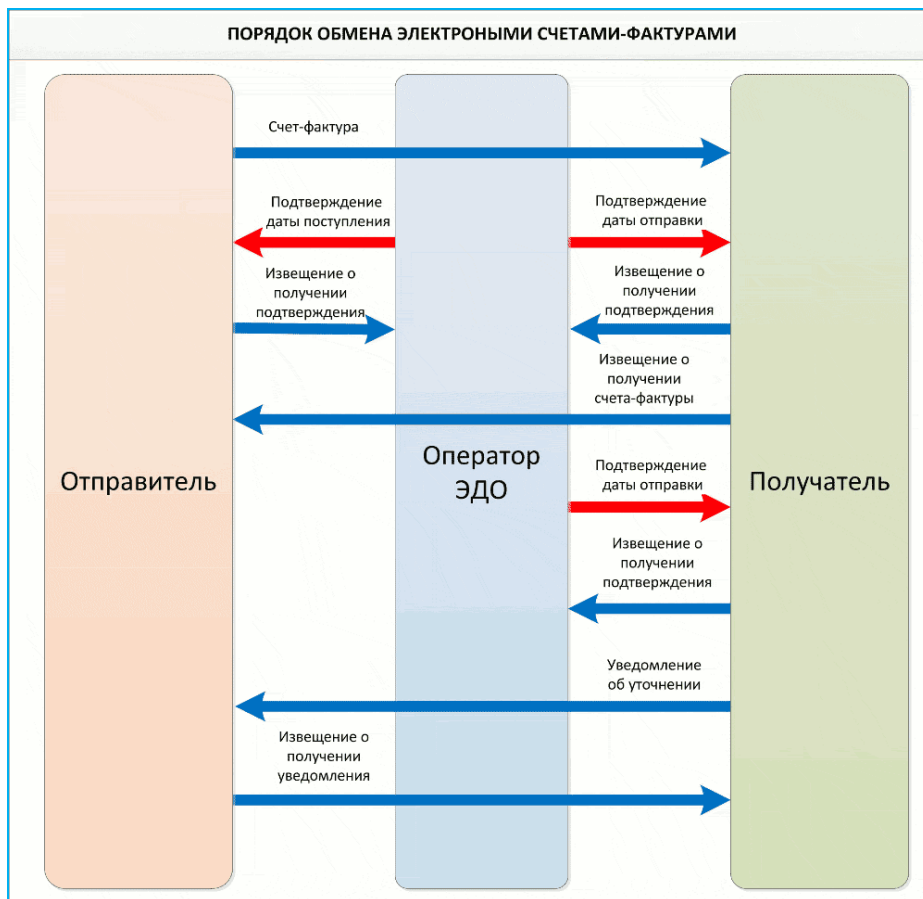 ПОРЯДОК ОБМЕНА ЭЛЕКТРОНЫМИ СЧЕТАМИ-ФАКТУРАМИ
Счет-фактура
Подтверждение
даты поступления
Подтверждение
даты отправки
Извещение о
получении
подтверждения
Извещение о
получении
подтверждения
Извещение о
получении
счета-фактуры
Отправитель
Оператор
ЭДО
Получатель
Подтверждение
даты отправки
Извещение о
получении
подтверждения
Уведомление
об уточнении
Извещение о
получении
уведомления